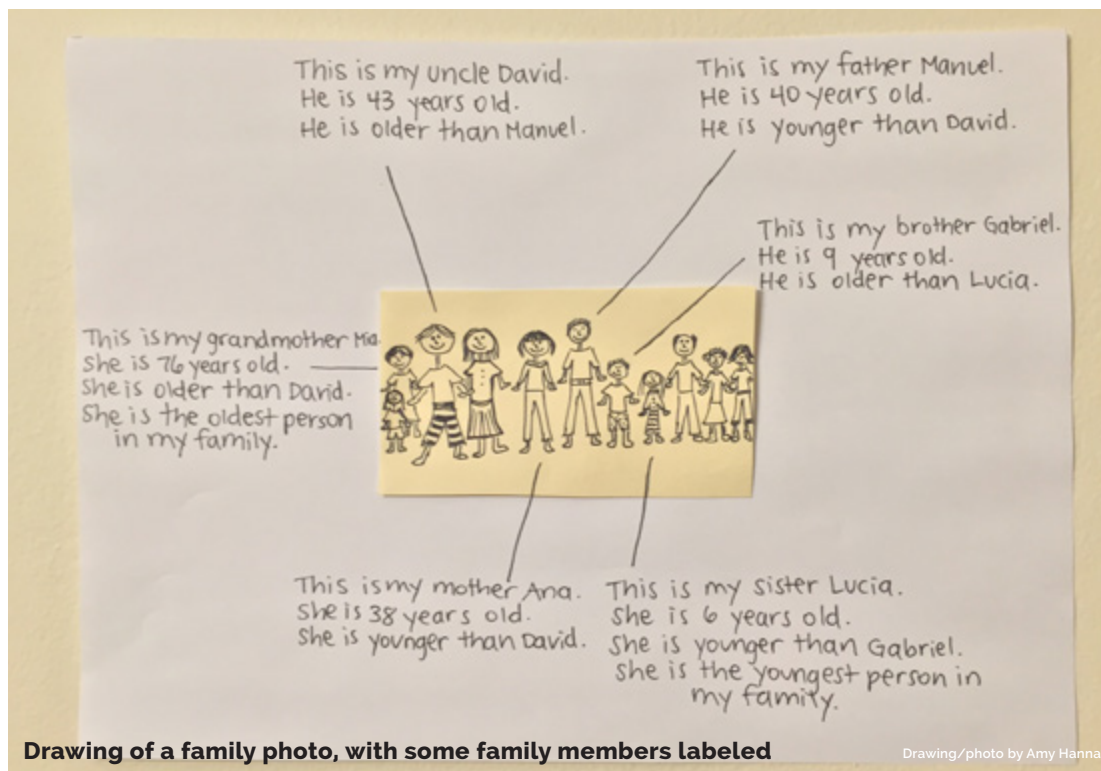 This is my uncle David.
He is 43 years old.
He is older than Manuel.
This is my father Manuel.
He is 40 years old.
He is younger than David.
This is my brother Gabriel.
He is 9 years old.
He is older than Lucia.
This is my grandmother Ma
She is 76 years old.
She is older than David.
She is the oldest person
in my family.
This is my mother Ana.
She is 38 years old.
She is younger than David.
This is my sister Lucia.
She is 6 years old.
She is younger than Gabriel.
She is the youngest person in
my family.
Drawing of a family photo, with some family members labeled
Drawing/photo by Amy Hanna